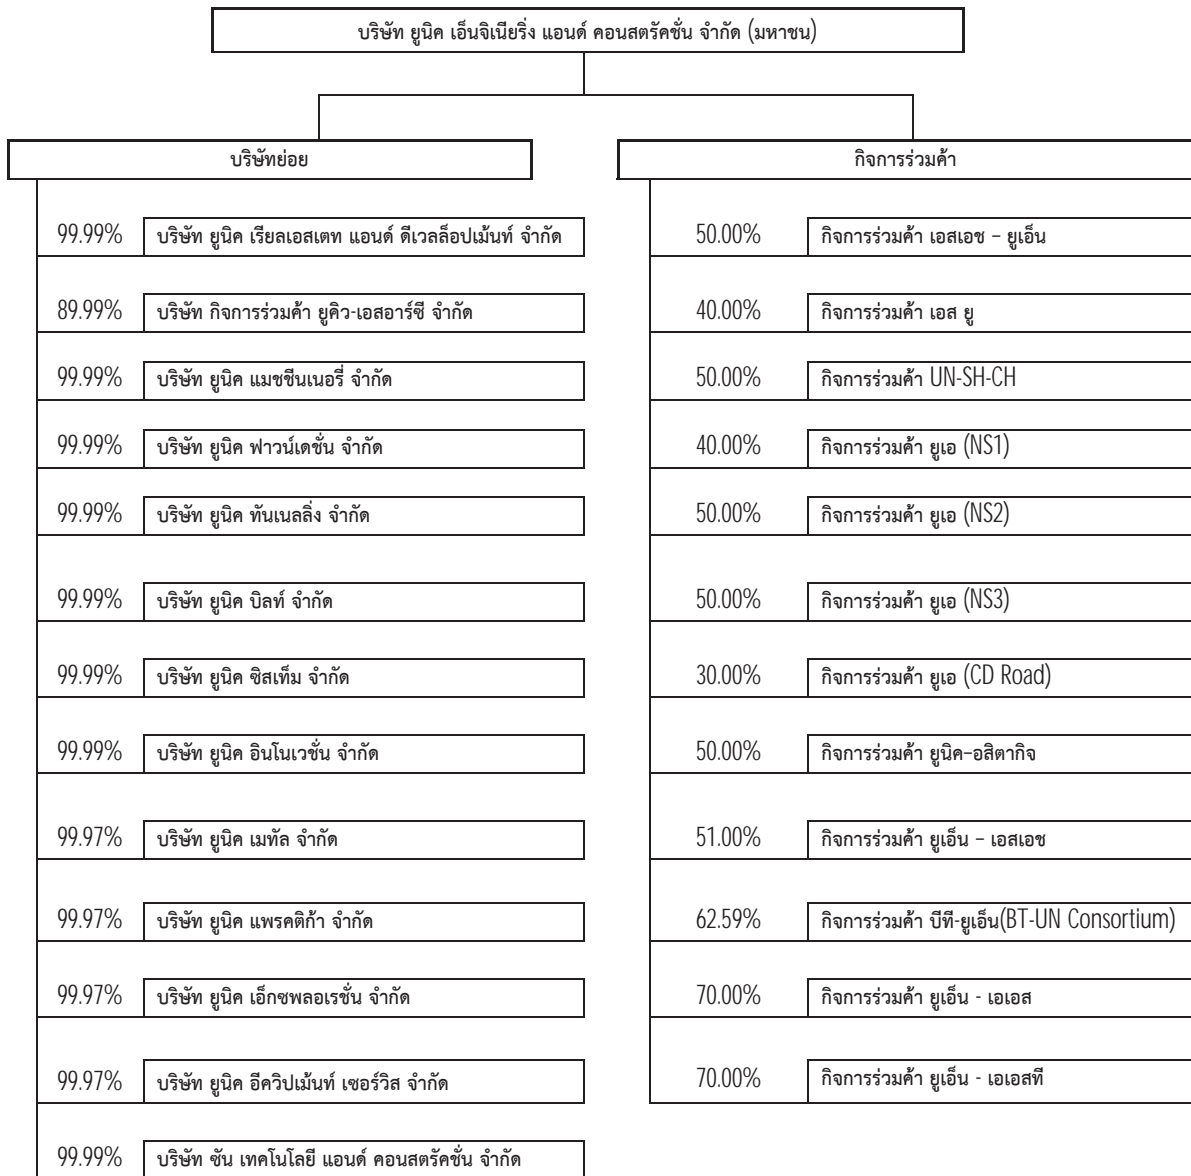 บริษัท ยูนิค เอ็นจิเนียริ่ง แอนด์ คอนสตรัคชั่น จำกัด (มหาชน)
บริษัทย่อย
99.99% บริษัท ยูนิค เรียลเอสเตท แอนด์ ดีเวลล็อปเม้นท์ จำกัด
89.99% บริษัท กิจการร่วมค้า ยูคิว-เอสอาร์ซี จำกัด
99.99% บริษัท ยูนิค แมชชีนเนอรี่ จำกัด
99.99% บริษัท ยูนิค ฟาวน์เดชั่น จำกัด
99.99% บริษัท ยูนิค ทันเนลลิ่ง จำกัด
99.99% บริษัท ยูนิค บิลท์ จำกัด
99.99% บริษัท ยูนิค ซิสเท็ม จำกัด
99.99% บริษัท ยูนิค อินโนเวชั่น จำกัด
99.97% บริษัท ยูนิค เมทัล จำกัด
99.97% บริษัท ยูนิค แพรคติก้า จำกัด
99.97% บริษัท ยูนิค เอ็กซพลอเรชั่น จำกัด
99.97% บริษัท ยูนิค อีควิปเม้นท์ เซอร์วิส จำกัด
99.99% บริษัท ซัน เทคโนโลยี แอนด์ คอนสตรัคชั่น จำกัด
กิจการร่วมค้า
50.00% กิจการร่วมค้า เอสเอช – ยูเอ็น
40.00% กิจการร่วมค้า เอส ยู
50.00% กิจการร่วมค้า UN-SH-CH
40.00% กิจการร่วมค้า ยูเอ (NS1)
50.00% กิจการร่วมค้า ยูเอ (NS2)
50.00% กิจการร่วมค้า ยูเอ (NS3)
30.00% กิจการร่วมค้า ยูเอ (CD Road)
50.00% กิจการร่วมค้า ยูนิค–อสิตากิจ
51.00% กิจการร่วมค้า ยูเอ็น – เอสเอช
62.59% กิจการร่วมค้า บีที-ยูเอ็น(BT-UN Consortium)
70.00% กิจการร่วมค้า ยูเอ็น - เอเอส
70.00% กิจการร่วมค้า ยูเอ็น - เอเอสที